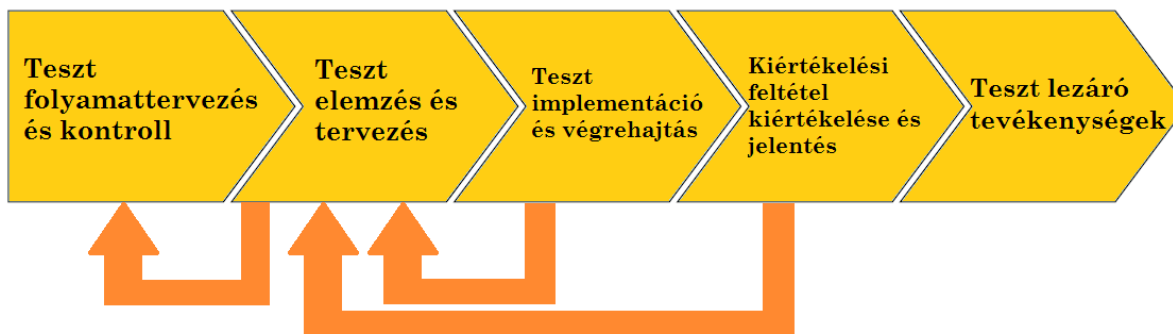 Teszt
folyamattervezés
és kontroll
Teszt
elemzés és
tervezés
Teszt
implementáció
és végrehajtás
Kiértékelési
feltétel
kiértékelése és
jelentés
Teszt lezáró
tevékenységek